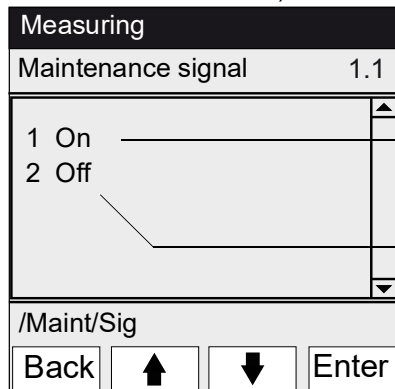 Measuring
Maintenance signal 1.1
1 On
2 Off
/Maint/Sig
Back Enter